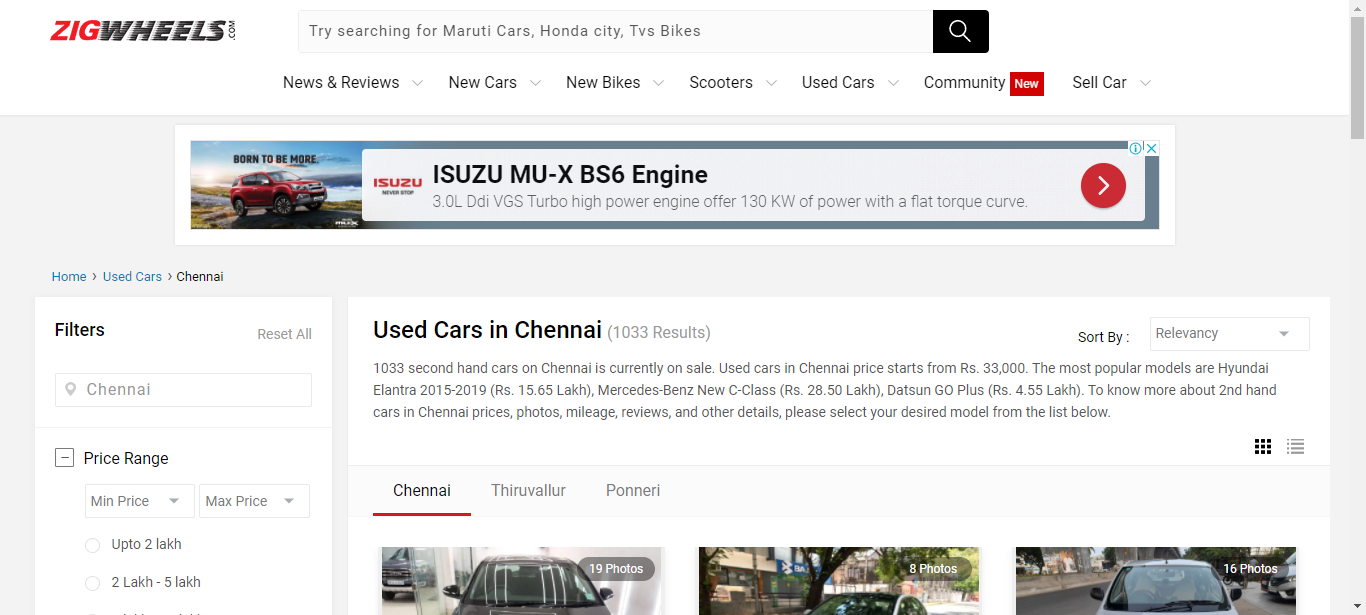 ZIGWHEELS.COM
Try searching for Maruti Cars, Honda city, Tvs Bikes
News & Reviews New Cars New Bikes Scooters Used Cars Community New Sell Car
BORN TO BE MORE.
ISUZU
NEVER STOP
MU-X
ISUZU MU-X BS6 Engine
3.0L Ddi VGS Turbo high power engine offer 130 KW of power with a flat torque curve.
Home › Used Cars › Chennai
Filters
Reset All
Chennai
Price Range
Min Price Max Price
Upto 2 lakh
2 Lakh - 5 lakh
Used Cars in Chennai (1033 Results)
Sort By : Relevancy
1033 second hand cars on Chennai is currently on sale. Used cars in Chennai price starts from Rs. 33,000. The most popular models are Hyundai
Elantra 2015-2019 (Rs. 15.65 Lakh), Mercedes-Benz New C-Class (Rs. 28.50 Lakh), Datsun GO Plus (Rs. 4.55 Lakh). To know more about 2nd hand
cars in Chennai prices, photos, mileage, reviews, and other details, please select your desired model from the list below.
Chennai Thiruvallur Ponneri
19 Photos
8 Photos
16 Photos